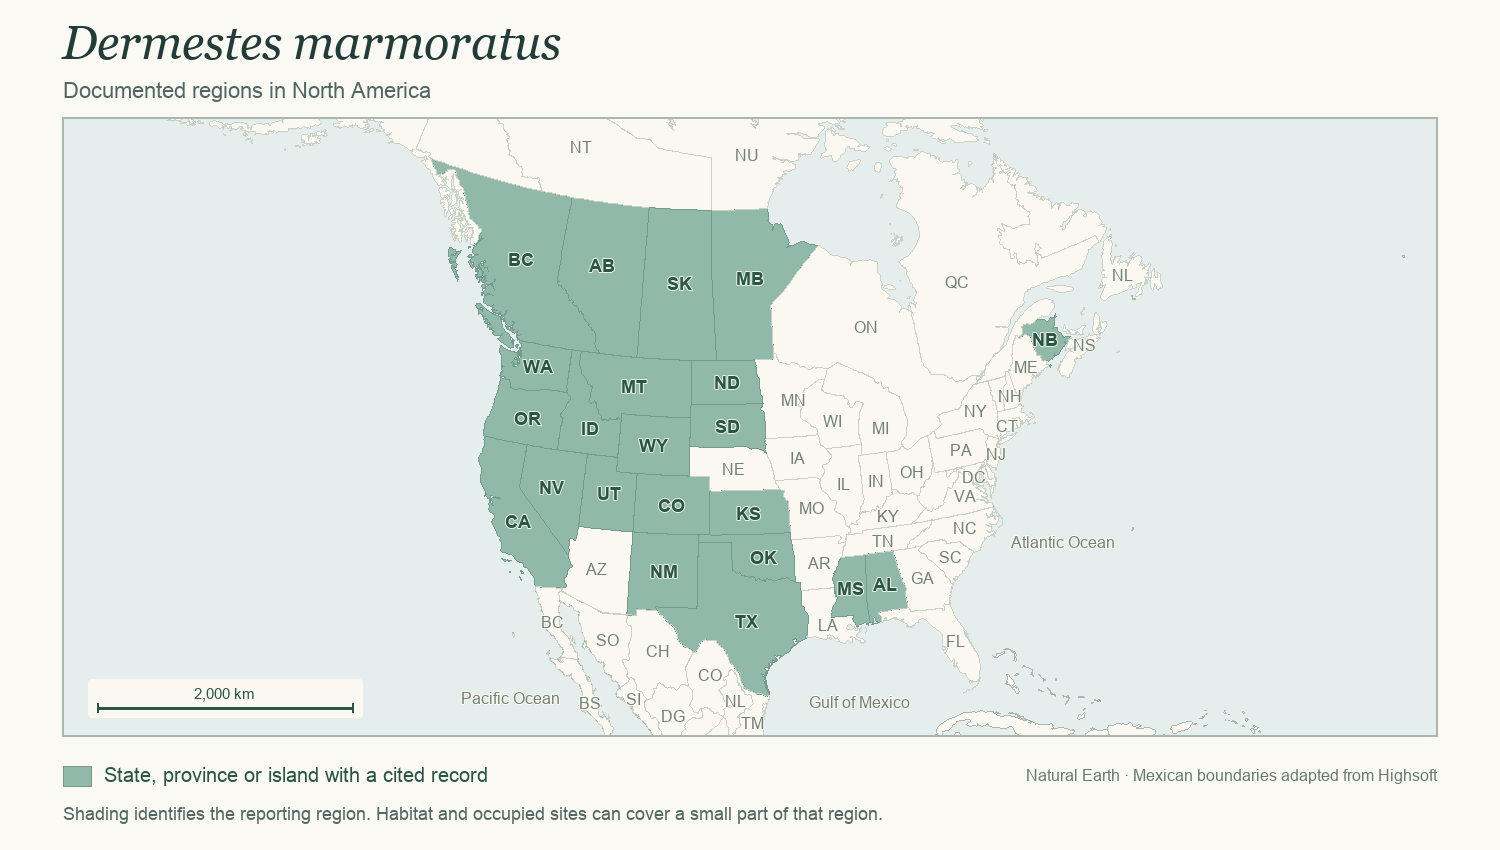 Dermestes marmoratus
Documented regions in North America
NT
NU
BC
AB
SK
MB
QC
NL
ON
NB
NS
ME
WA
MT
ND
MN
NH
OR
ID
SD
WI
MI
NY
CT
WY
NE
IA
PA
NJ
NV
UT
CO
IL
IN
OH
DC
VA
CA
KS
MO
KY
NC
Atlantic Ocean
AZ
NM
OK
AR
TN
SC
MS
AL
GA
TX
LA
FL
BC
SO
CH
CO
2,000 km
Pacific Ocean
BS
SI
DG
NL
TM
Gulf of Mexico
State, province or island with a cited record
Natural Earth · Mexican boundaries adapted from Highsoft
Shading identifies the reporting region. Habitat and occupied sites can cover a small part of that region.